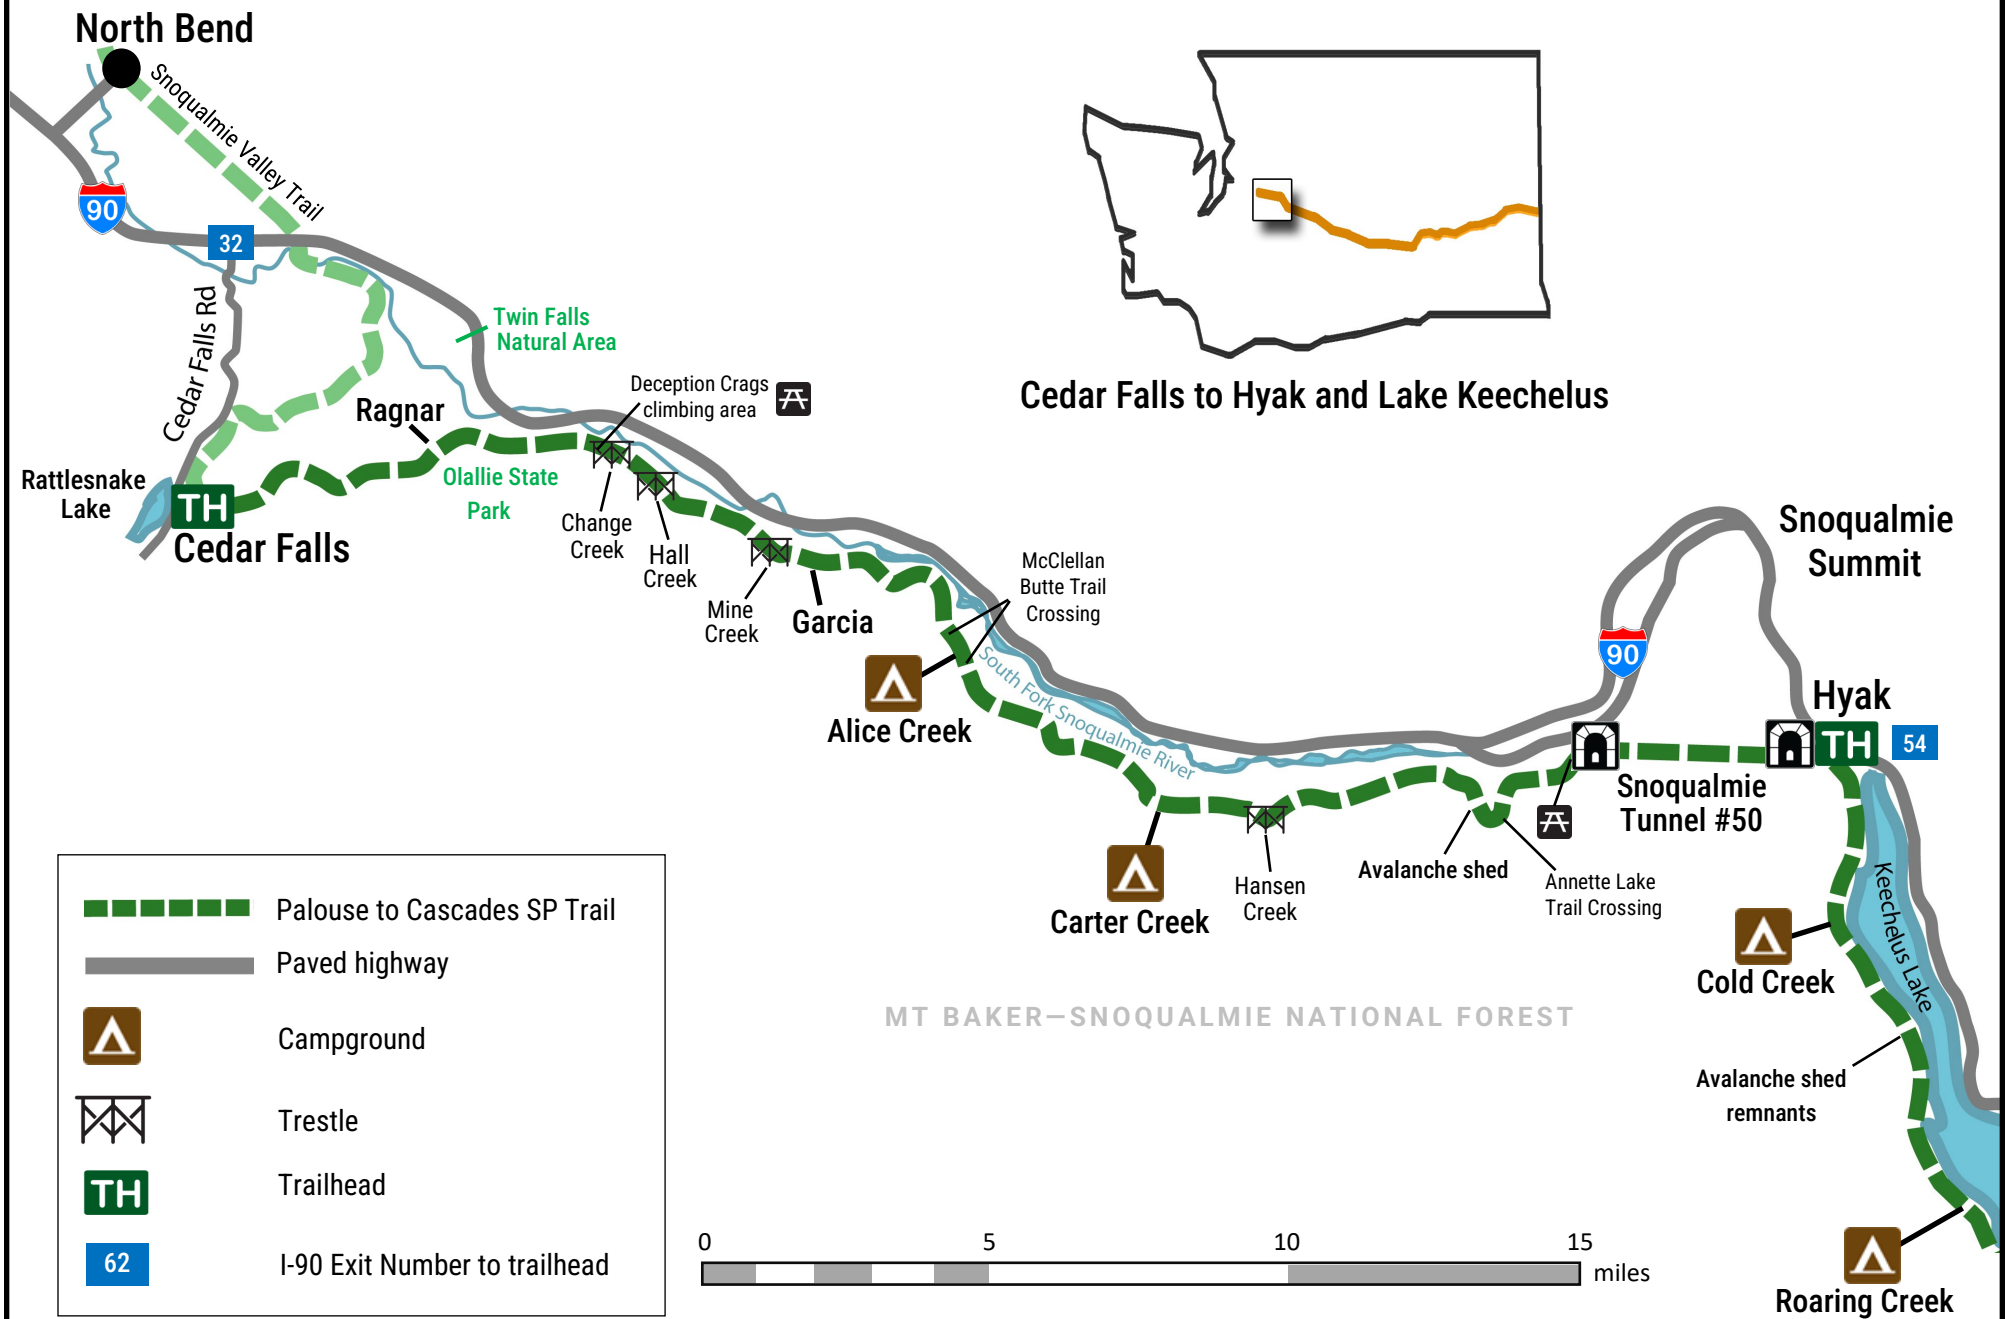 North Bend
Snoqualmie Valley Trail
90
32
Cedar Falls Rd
Twin Falls
Natural Area
Deception Crags
climbing area
Ragnar
Olallie State
Park
Rattlesnake
Lake
TH
Cedar Falls
Change
Creek
Hall
Creek
Mine
Creek
Garcia
McClellan
Butte Trail
Crossing
Alice Creek
South Fork Snoqualmie River
Cedar Falls to Hyak and Lake Keechelus
Snoqualmie
Summit
90
Hyak
TH
54
Snoqualmie
Tunnel #50
Carter Creek
Hansen
Creek
Avalanche shed
Annette Lake
Trail Crossing
Keechelus Lake
Cold Creek
MT BAKER—SNOQUALMIE NATIONAL FOREST
Avalanche shed
remnants
Roaring Creek
Palouse to Cascades SP Trail
Paved highway
Campground
Trestle
TH
Trailhead
62
I-90 Exit Number to trailhead
0 5 10 15
miles